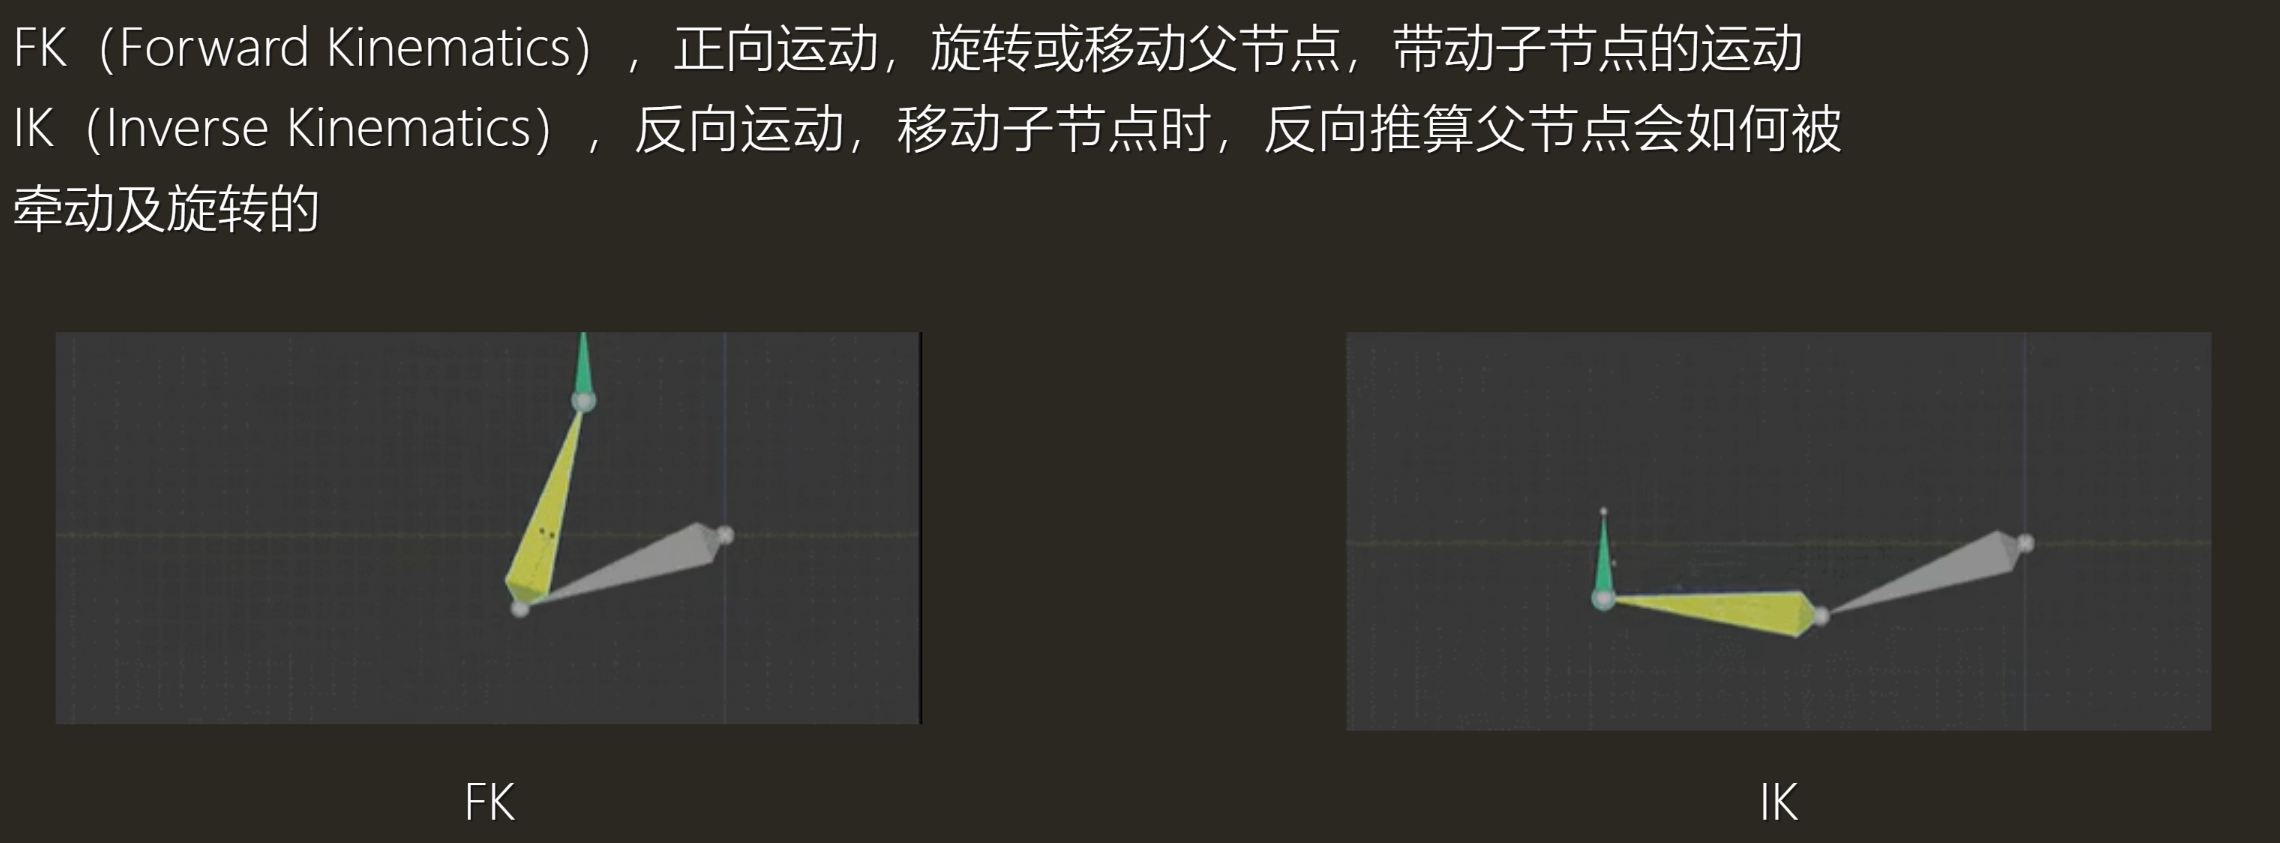 FK（Forward Kinematics），正向运动，旋转或移动父节点，带动子节点的运动
IK（Inverse Kinematics），反向运动，移动子节点时，反向推算父节点会如何被
牵动及旋转的
FK
IK